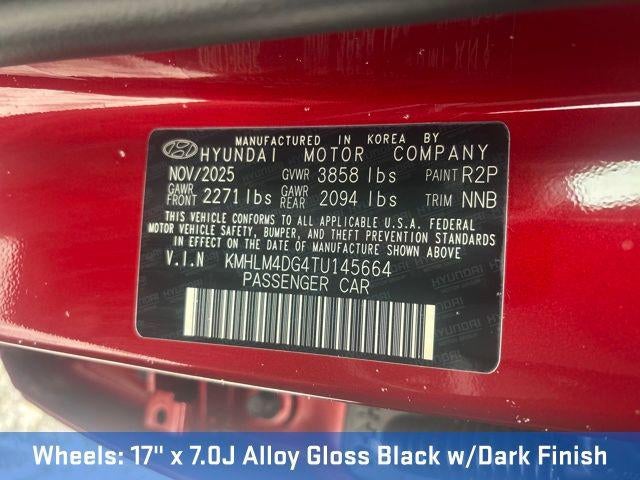 MANUFACTURED IN KOREA BY
HYUNDAI MOTOR COMPANY
NOV/2025 GVWR 3858 lbs PAINT R2P
GAWR FRONT 2271 lbs GAWR REAR 2094 lbs TRIM NNB
THIS VEHICLE CONFORMS TO ALL APPLICABLE U.S.A. FEDERAL
MOTOR VEHICLE SAFETY, BUMPER, AND THEFT PREVENTION STANDARDS
IN EFFECT ON THE DATE OF MANUFACTURE SHOWN ABOVE
V.I.N KMHLM4DG4TU145664
PASSENGER CAR
Wheels: 17" x 7.0J Alloy Gloss Black w/Dark Finish